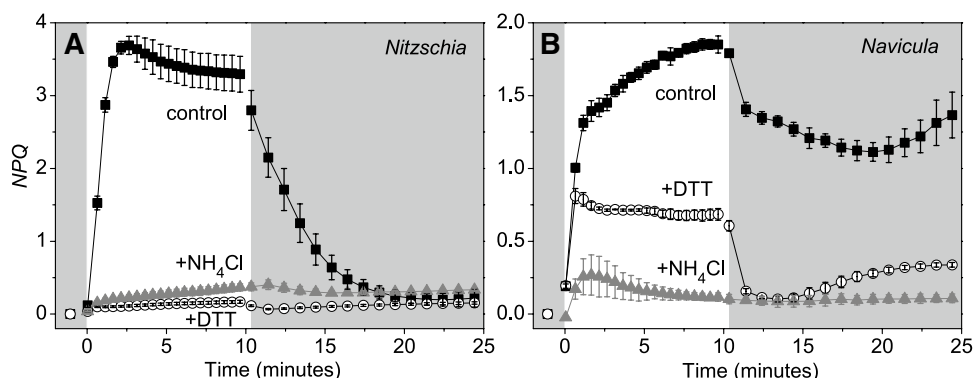 A
Nitzschia
control
+NH₄Cl
+DTT
NPQ
4
3
2
1
0
0 5 10 15 20 25
Time (minutes)
B
Navicula
control
+DTT
+NH₄Cl
2.0
1.5
1.0
0.5
0.0
0 5 10 15 20 25
Time (minutes)